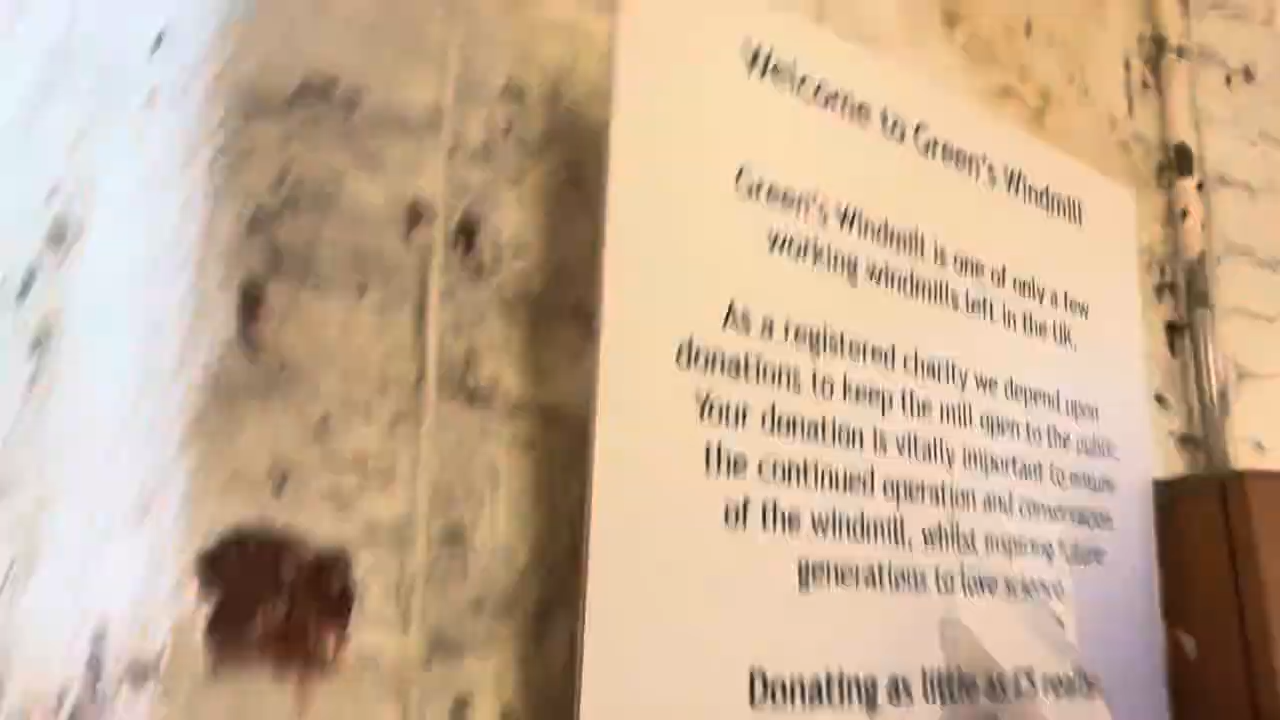 Welcome to Green's Windmill
Green's Windmill is one of only a few
working windmills left in the UK.
As a registered charity we depend upon
donations to keep the mill open to the public.
Your donation is vitally important to ensure
the continued operation and conservation
of the windmill, whilst inspiring future
generations to love science.
Donating as little as £5 really